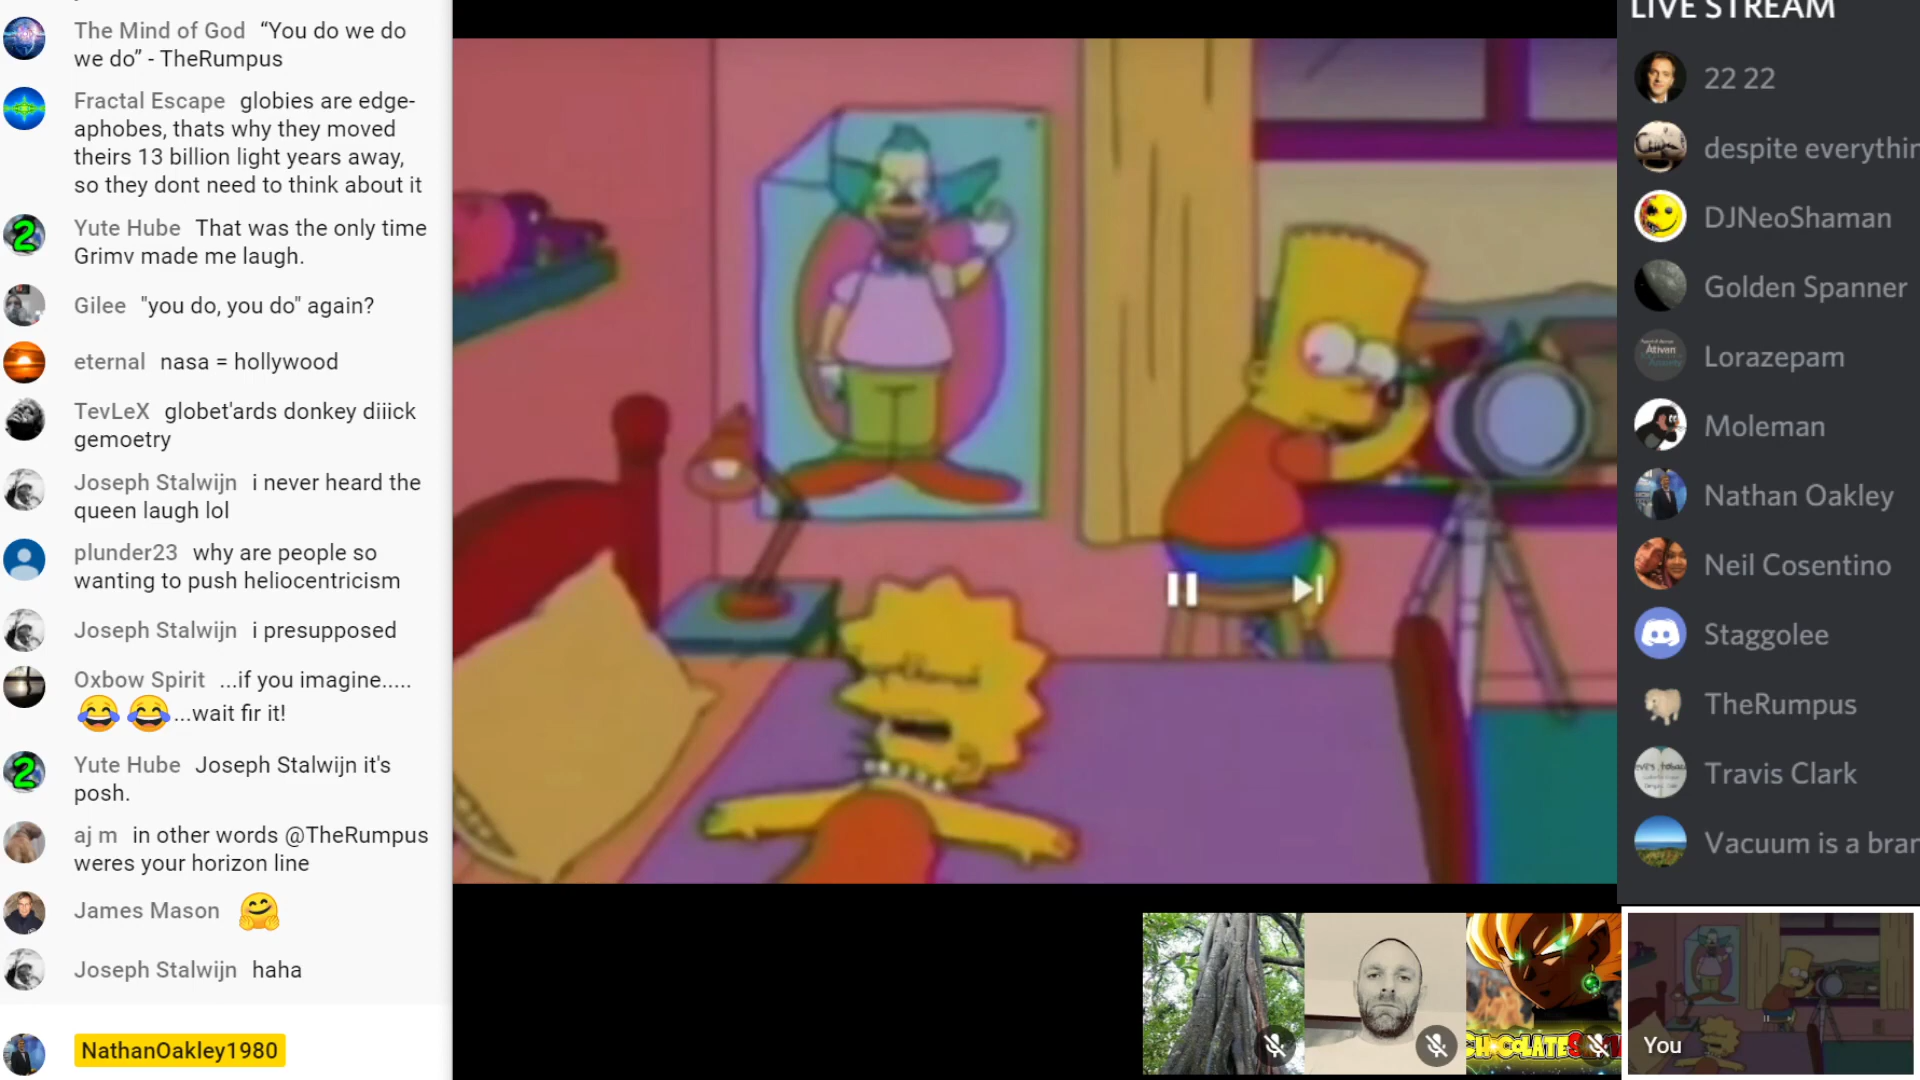 The Mind of God “You do we do
we do” - TheRumpus
Fractal Escape globies are edge-
aphobes, thats why they moved
theirs 13 billion light years away,
so they dont need to think about it
Yute Hube That was the only time
Grimv made me laugh.
Gilee "you do, you do" again?
eternal nasa = hollywood
TevLeX globet'ards donkey diiick
gemoetry
Joseph Stalwijn i never heard the
queen laugh lol
plunder23 why are people so
wanting to push heliocentricism
Joseph Stalwijn i presupposed
Oxbow Spirit ...if you imagine.....
😂 😂...wait fir it!
Yute Hube Joseph Stalwijn it's
posh.
aj m in other words @TheRumpus
weres your horizon line
James Mason 🤗
Joseph Stalwijn haha
NathanOakley1980
LIVE STREAM
22 22
despite everythin
DJNeoShaman
Golden Spanner
Ativan
Lorazepam
Moleman
Nathan Oakley
Neil Cosentino
Staggolee
TheRumpus
Travis Clark
Vacuum is a bran
You